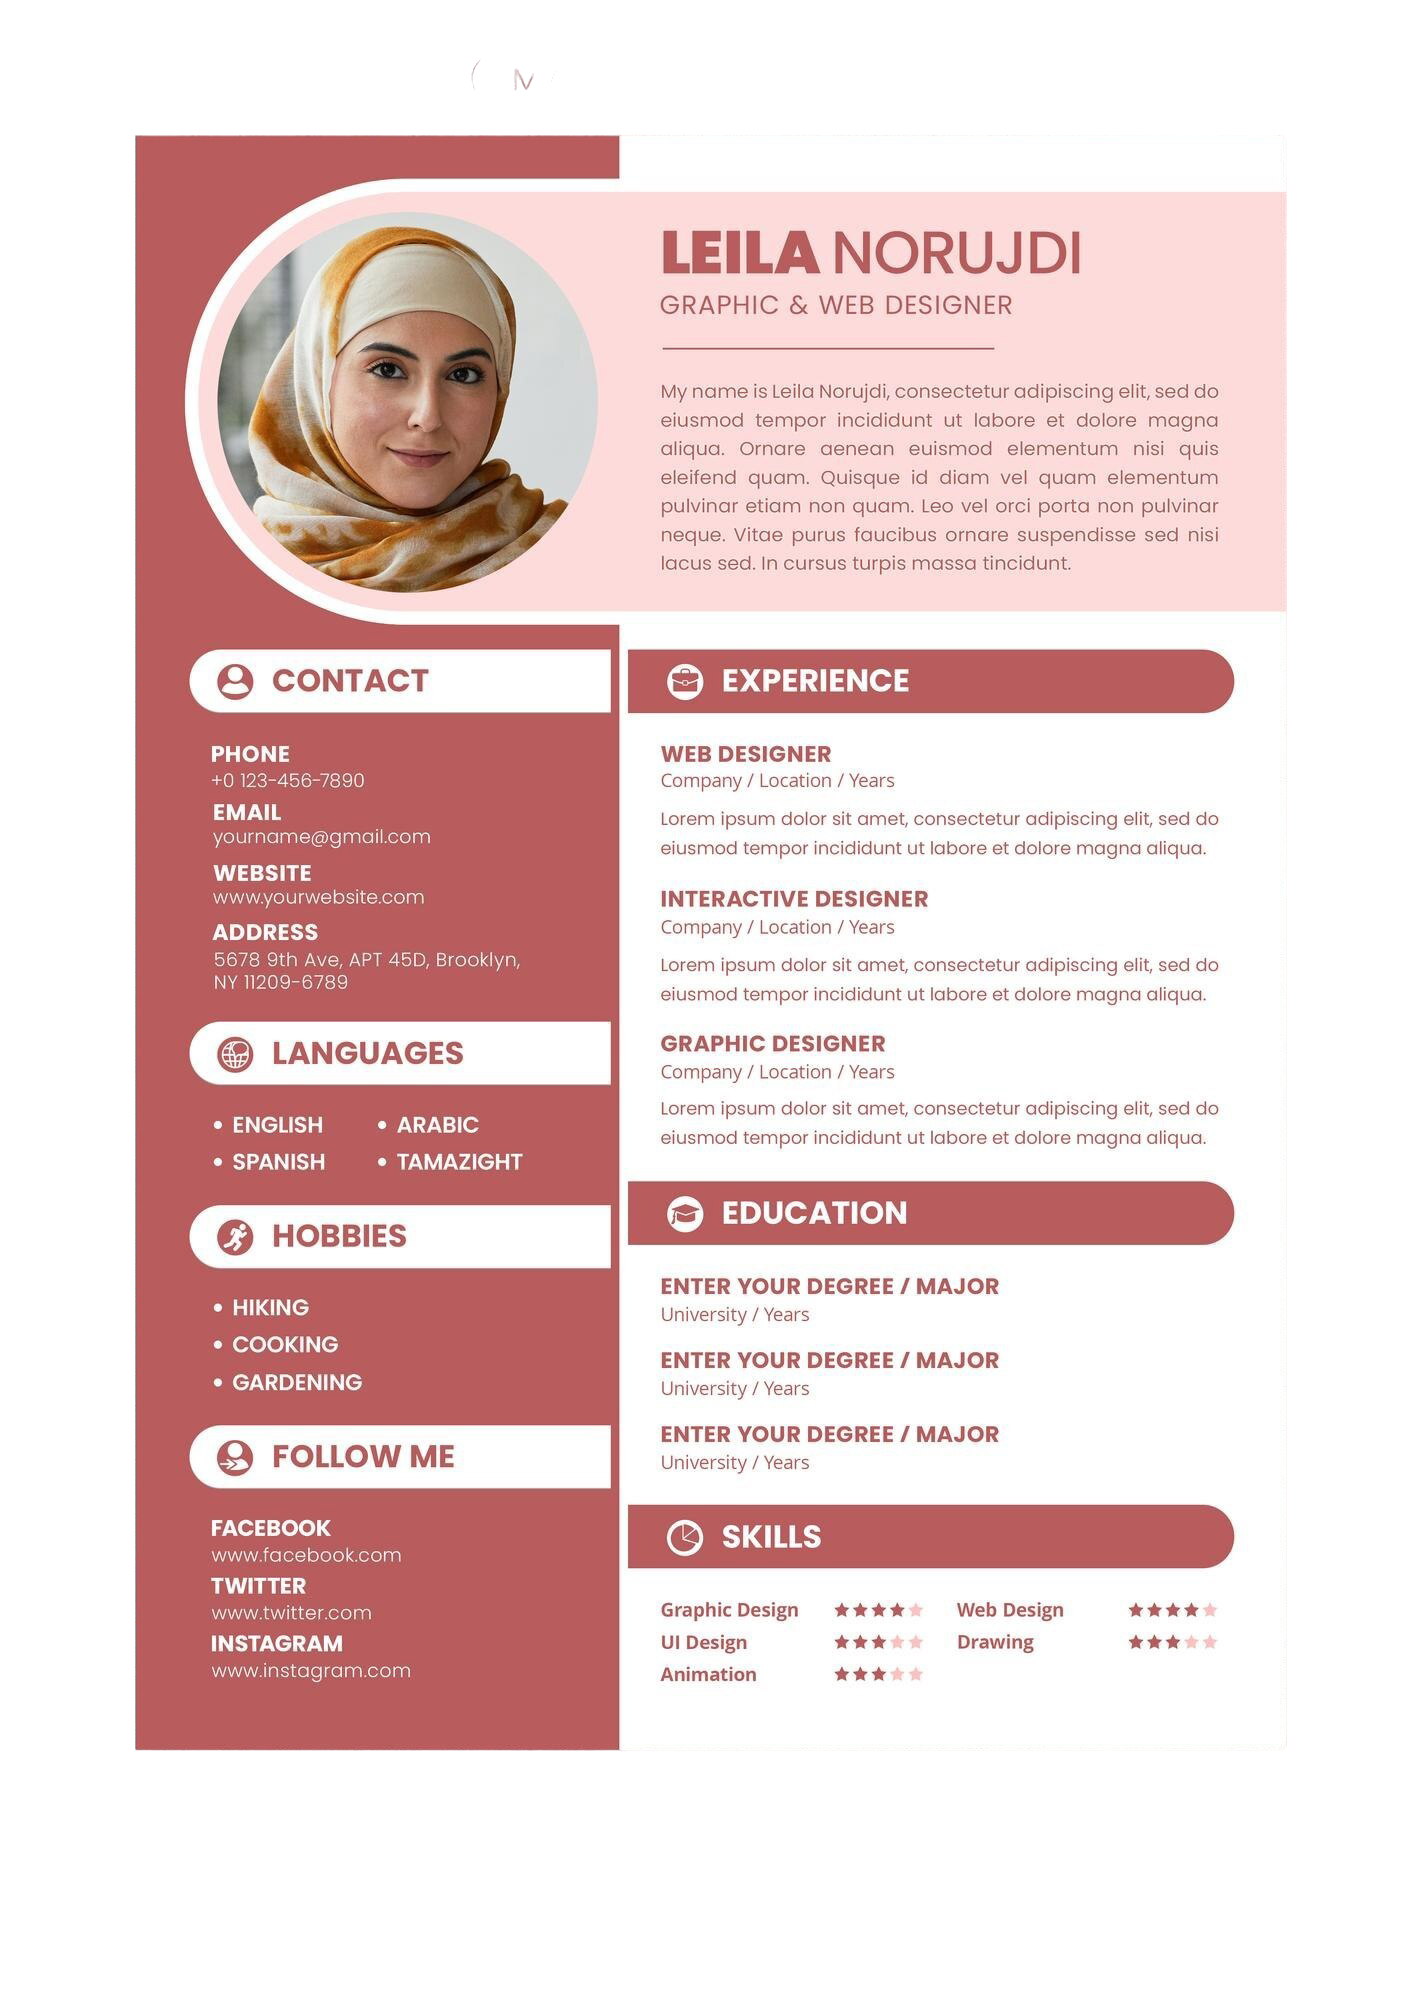 LEILA NORUJDI
GRAPHIC & WEB DESIGNER
My name is Leila Norujdi, consectetur adipiscing elit, sed do
eiusmod tempor incididunt ut labore et dolore magna
aliqua. Ornare aenean euismod elementum nisi quis
eleifend quam. Quisque id diam vel quam elementum
pulvinar etiam non quam. Leo vel orci porta non pulvinar
neque. Vitae purus faucibus ornare suspendisse sed nisi
lacus sed. In cursus turpis massa tincidunt.
CONTACT
PHONE
+0 123-456-7890
EMAIL
yourname@gmail.com
WEBSITE
www.yourwebsite.com
ADDRESS
5678 9th Ave, APT 45D, Brooklyn,
NY 11209-6789
LANGUAGES
• ENGLISH • ARABIC
• SPANISH • TAMAZIGHT
HOBBIES
• HIKING
• COOKING
• GARDENING
FOLLOW ME
FACEBOOK
www.facebook.com
TWITTER
www.twitter.com
INSTAGRAM
www.instagram.com
EXPERIENCE
WEB DESIGNER
Company / Location / Years
Lorem ipsum dolor sit amet, consectetur adipiscing elit, sed do
eiusmod tempor incididunt ut labore et dolore magna aliqua.
INTERACTIVE DESIGNER
Company / Location / Years
Lorem ipsum dolor sit amet, consectetur adipiscing elit, sed do
eiusmod tempor incididunt ut labore et dolore magna aliqua.
GRAPHIC DESIGNER
Company / Location / Years
Lorem ipsum dolor sit amet, consectetur adipiscing elit, sed do
eiusmod tempor incididunt ut labore et dolore magna aliqua.
EDUCATION
ENTER YOUR DEGREE / MAJOR
University / Years
ENTER YOUR DEGREE / MAJOR
University / Years
ENTER YOUR DEGREE / MAJOR
University / Years
SKILLS
Graphic Design ★★★★★ Web Design ★★★★★
UI Design ★★★★★ Drawing ★★★★★
Animation ★★★★★